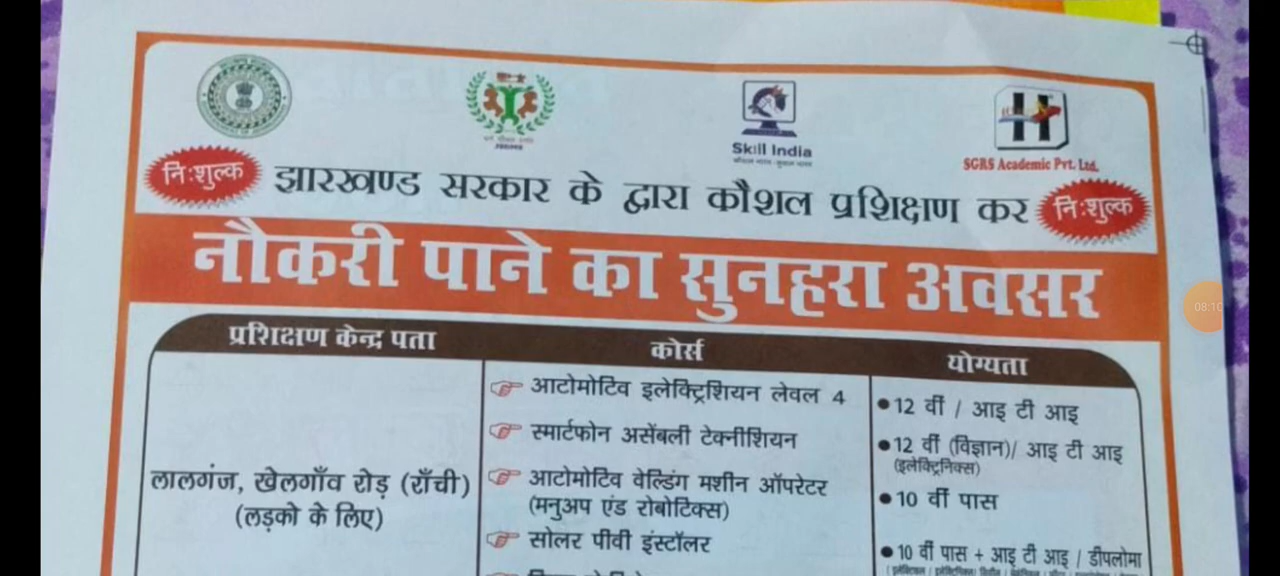 Skill India
SGRS Academic Pvt. Ltd.
निःशुल्क
झारखण्ड सरकार के द्वारा कौशल प्रशिक्षण कर
निःशुल्क
नौकरी पाने का सुनहरा अवसर
प्रशिक्षण केन्द्र पता
कोर्स
योग्यता
लालगंज, खेलगाँव रोड़ (राँची)
(लड़को के लिए)
आटोमोटिव इलेक्ट्रिशियन लेवल 4
12 वीं / आइ टी आइ
स्मार्टफोन असेंबली टेक्नीशियन
12 वीं (विज्ञान)/ आइ टी आइ
(इलेक्ट्रिनिक्स)
आटोमोटिव वेल्डिंग मशीन ऑपरेटर
(मनुअप एंड रोबोटिक्स)
10 वीं पास
सोलर पीवी इंस्टॉलर
10 वीं पास + आइ टी आइ / डीपलोमा
08:10